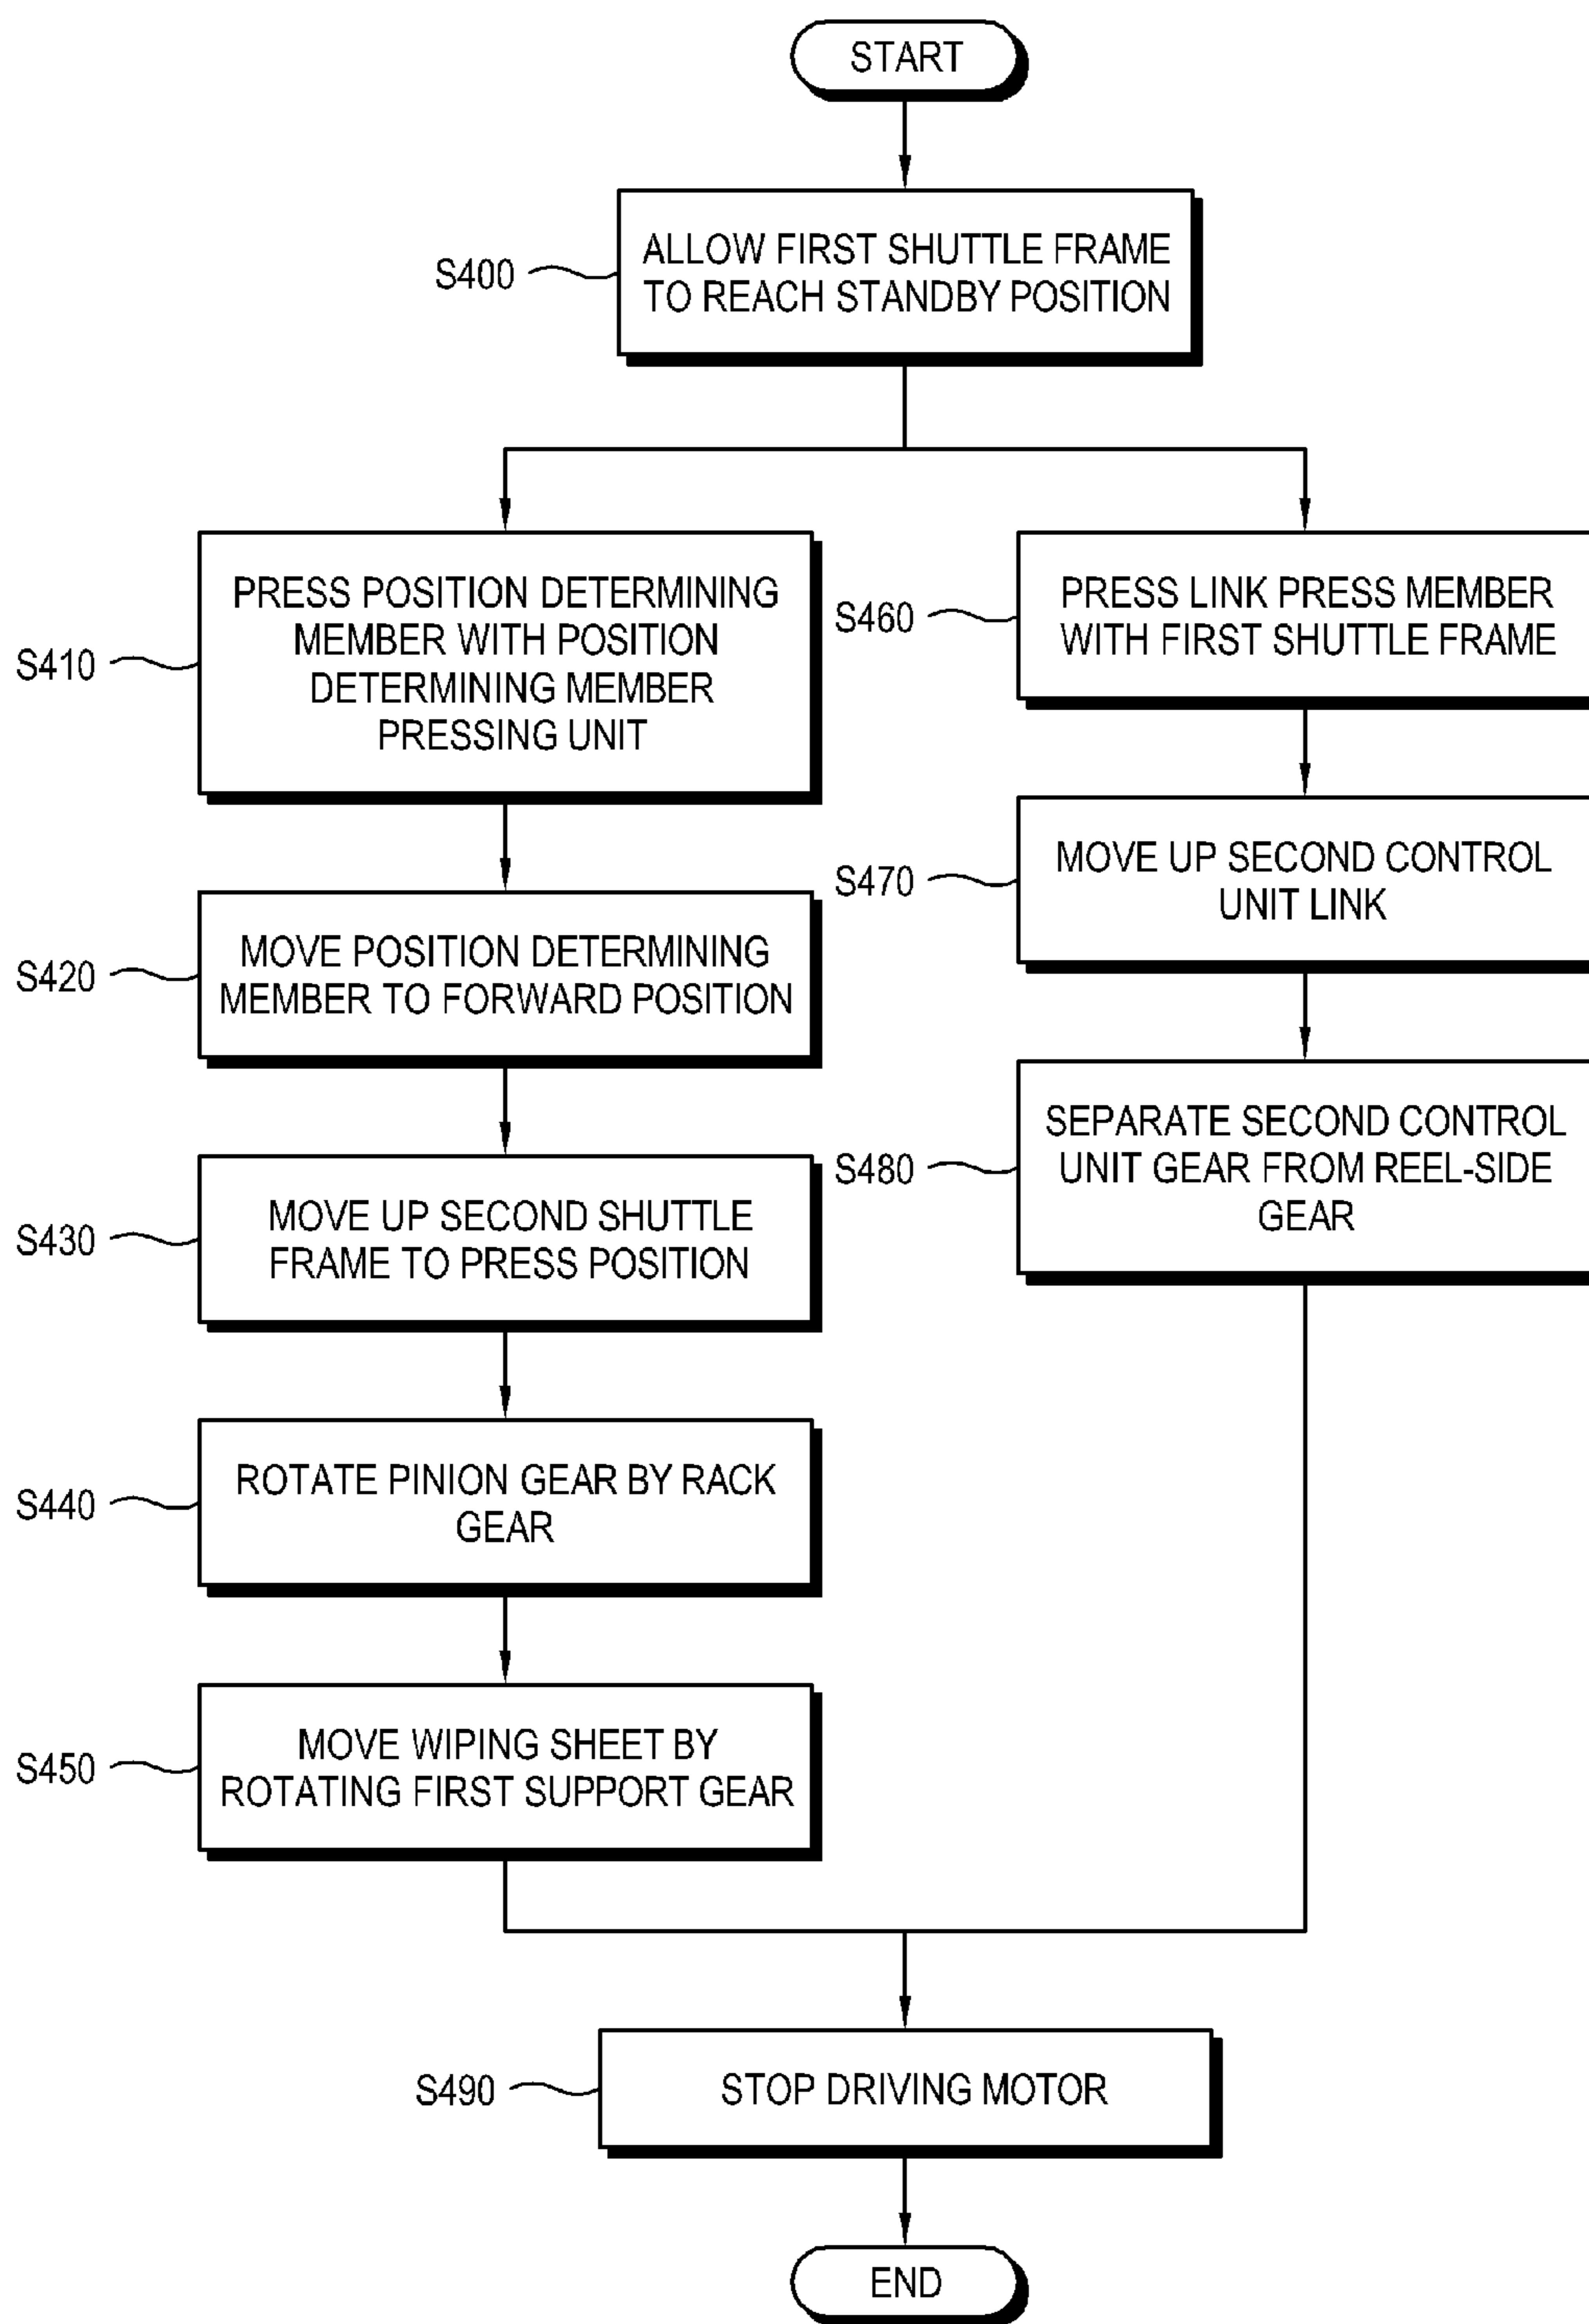 START
S400
ALLOW FIRST SHUTTLE FRAME
TO REACH STANDBY POSITION
S410
PRESS POSITION DETERMINING
MEMBER WITH POSITION
DETERMINING MEMBER
PRESSING UNIT
S420
MOVE POSITION DETERMINING
MEMBER TO FORWARD POSITION
S430
MOVE UP SECOND SHUTTLE
FRAME TO PRESS POSITION
S440
ROTATE PINION GEAR BY RACK
GEAR
S450
MOVE WIPING SHEET BY
ROTATING FIRST SUPPORT GEAR
S460
PRESS LINK PRESS MEMBER
WITH FIRST SHUTTLE FRAME
S470
MOVE UP SECOND CONTROL
UNIT LINK
S480
SEPARATE SECOND CONTROL
UNIT GEAR FROM REEL-SIDE
GEAR
S490
STOP DRIVING MOTOR
END